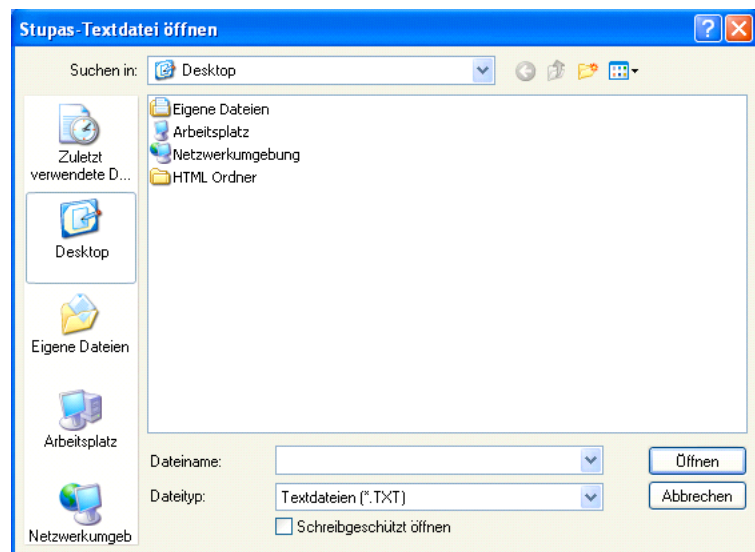 Stupas-Textdatei öffnen
Suchen in: Desktop
Zuletzt
verwendete D...
Desktop
Eigene Dateien
Arbeitsplatz
Netzwerkumgeb
Eigene Dateien
Arbeitsplatz
Netzwerkumgebung
HTML Ordner
Dateiname: Öffnen
Dateityp: Textdateien (*.TXT) Abbrechen
Schreibgeschützt öffnen